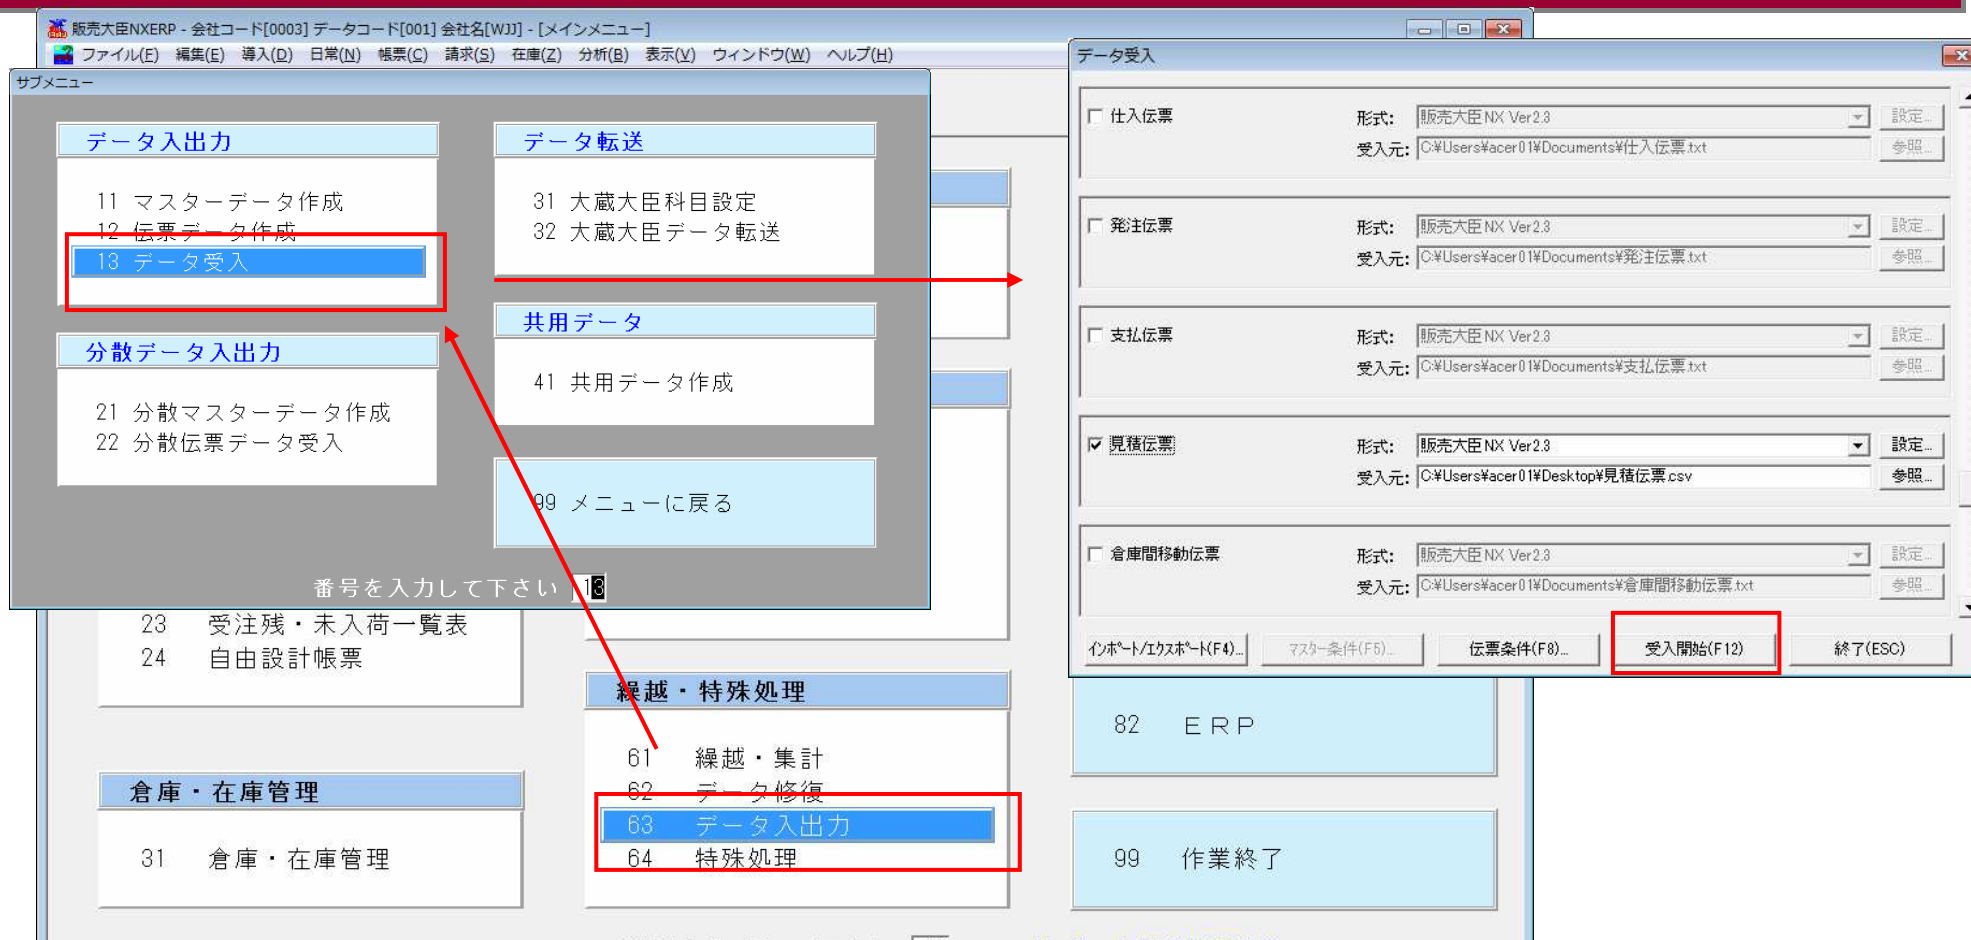 販売大臣NXERP - 会社コード[0003] データコード[001] 会社名[WJJ] - [メインメニュー]
ファイル(F) 編集(E) 導入(D) 日常(N) 帳票(C) 請求(S) 在庫(Z) 分析(B) 表示(V) ウィンドウ(W) ヘルプ(H)
サブメニュー
データ入出力
11 マスターデータ作成
12 伝票データ作成
13 データ受入
分散データ入出力
21 分散マスターデータ作成
22 分散伝票データ受入
データ転送
31 大蔵大臣科目設定
32 大蔵大臣データ転送
共用データ
41 共用データ作成
99 メニューに戻る
番号を入力して下さい 13
データ受入
仕入伝票 形式: 販売大臣NX Ver2.3 設定...
受入元: C:¥Users¥acer01¥Documents¥仕入伝票.txt 参照...
発注伝票 形式: 販売大臣NX Ver2.3 設定...
受入元: C:¥Users¥acer01¥Documents¥発注伝票.txt 参照...
支払伝票 形式: 販売大臣NX Ver2.3 設定...
受入元: C:¥Users¥acer01¥Documents¥支払伝票.txt 参照...
見積伝票 形式: 販売大臣NX Ver2.3 設定...
受入元: C:¥Users¥acer01¥Desktop¥見積伝票.csv 参照...
倉庫間移動伝票 形式: 販売大臣NX Ver2.3 設定...
受入元: C:¥Users¥acer01¥Documents¥倉庫間移動伝票.txt 参照...
ｲﾝﾎﾟｰﾄ/ｴｸｽﾎﾟｰﾄ(F4)... ﾏｽﾀｰ条件(F6)... 伝票条件(F8)... 受入開始(F12) 終了(ESC)
23 受注残・未入荷一覧表
24 自由設計帳票
倉庫・在庫管理
31 倉庫・在庫管理
繰越・特殊処理
61 繰越・集計
62 データ修復
63 データ入出力
64 特殊処理
82 ＥＲＰ
99 作業終了